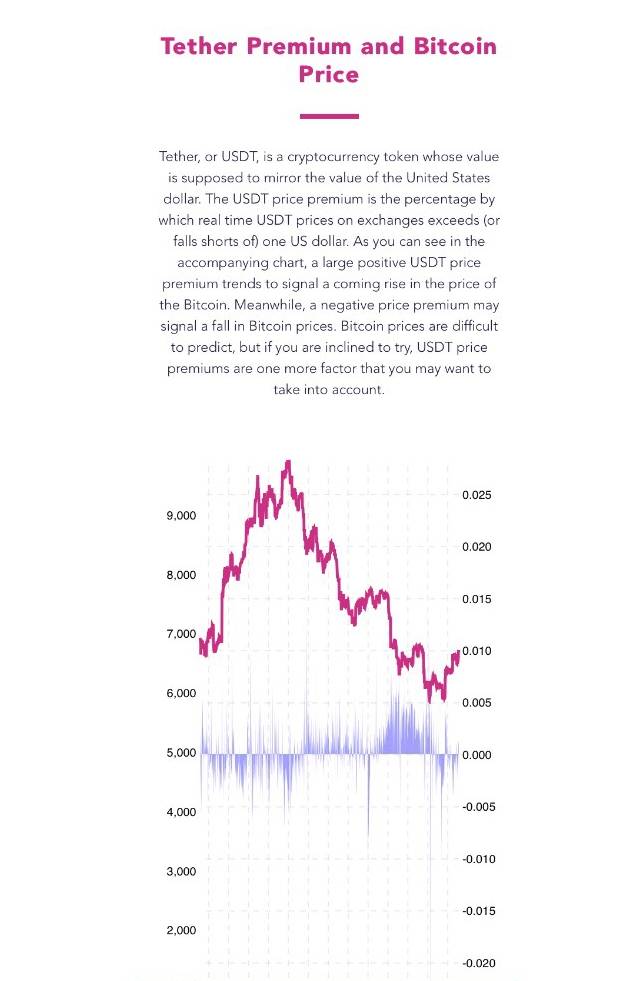 Tether Premium and Bitcoin
Price
Tether, or USDT, is a cryptocurrency token whose value
is supposed to mirror the value of the United States
dollar. The USDT price premium is the percentage by
which real time USDT prices on exchanges exceeds (or
falls shorts of) one US dollar. As you can see in the
accompanying chart, a large positive USDT price
premium trends to signal a coming rise in the price of
the Bitcoin. Meanwhile, a negative price premium may
signal a fall in Bitcoin prices. Bitcoin prices are difficult
to predict, but if you are inclined to try, USDT price
premiums are one more factor that you may want to
take into account.
0.025
9,000
0.020
8,000
0.015
7,000
0.010
6,000
0.005
5,000
0.000
4,000
-0.005
3,000
-0.010
2,000
-0.015
-0.020